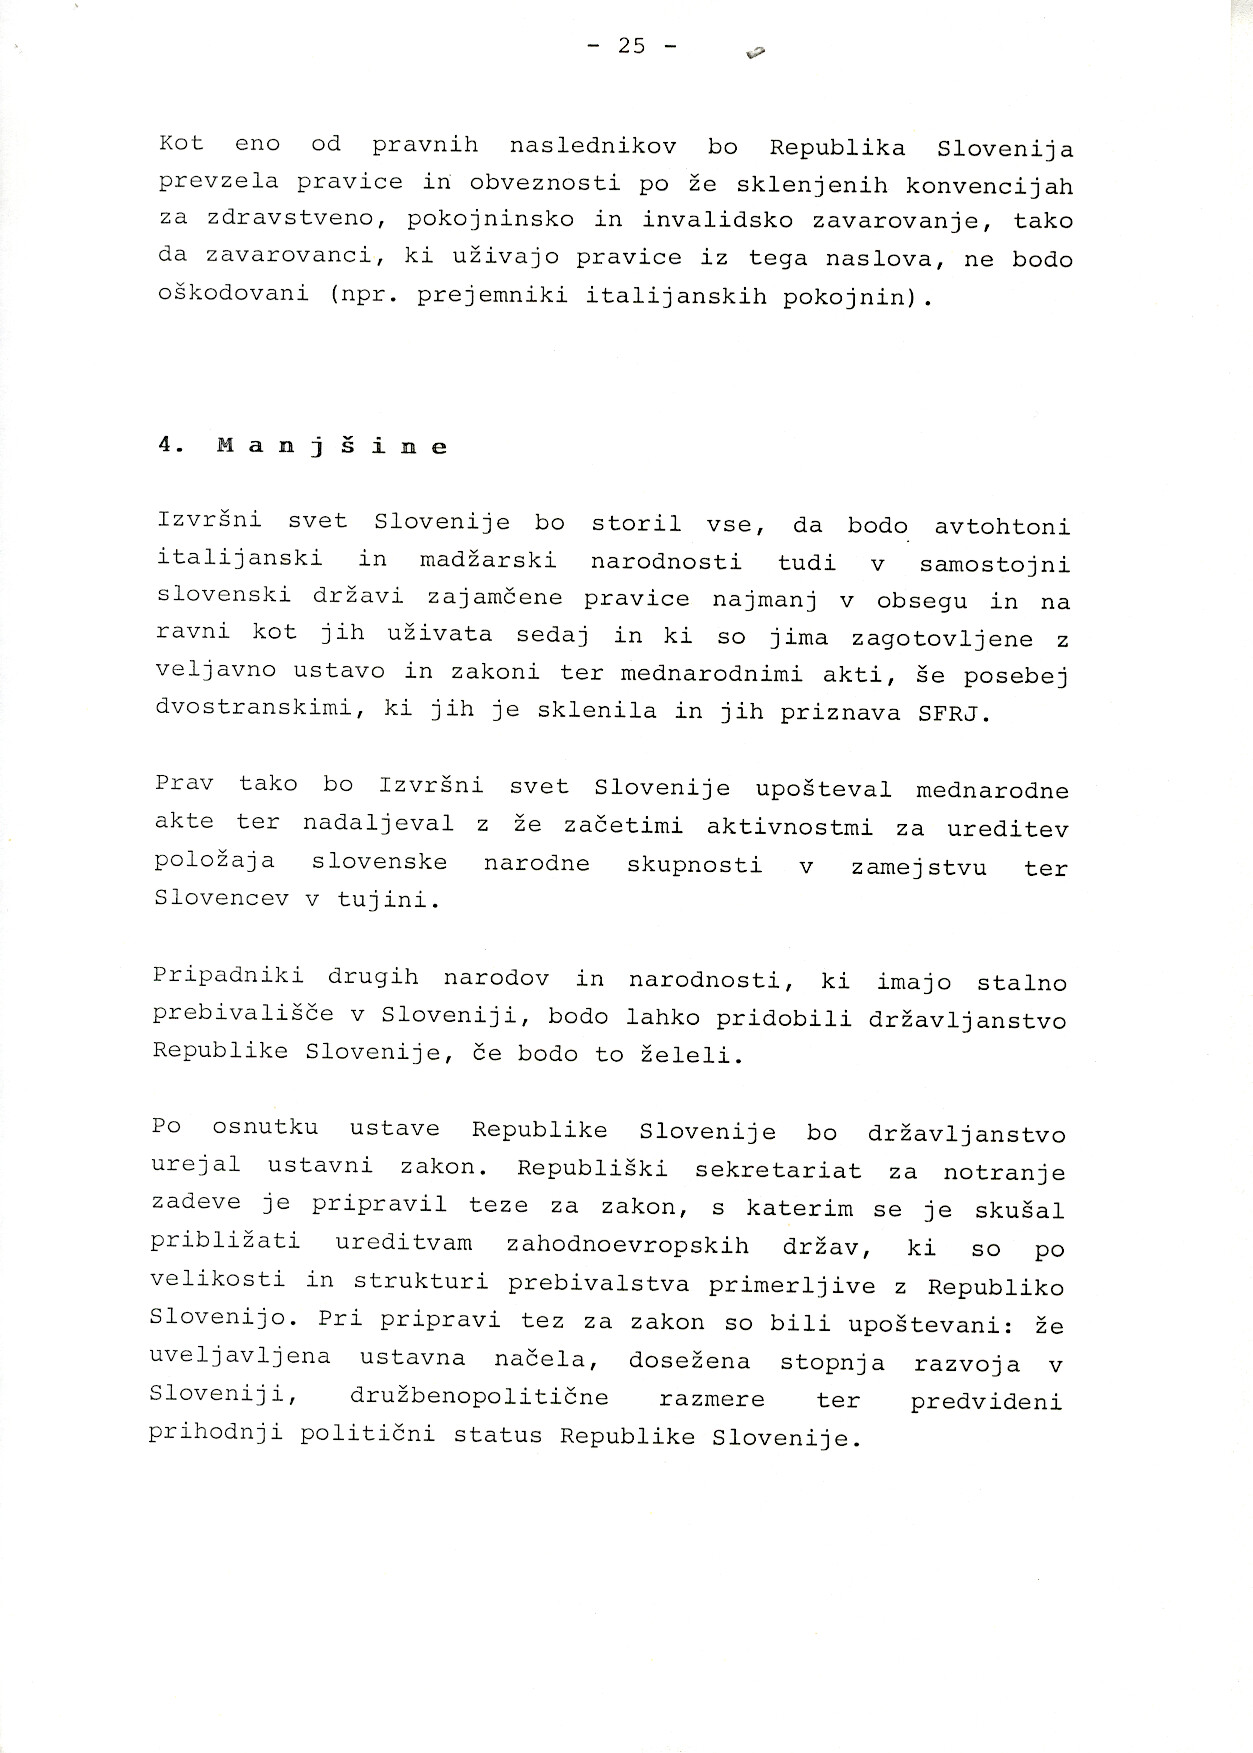 - 25 -
Kot eno od pravnih naslednikov bo Republika Slovenija
prevzela pravice in obveznosti po že sklenjenih konvencijah
za zdravstveno, pokojninsko in invalidsko zavarovanje, tako
da zavarovanci, ki uživajo pravice iz tega naslova, ne bodo
oškodovani (npr. prejemniki italijanskih pokojnin).
4. M a n j š i n e
Izvršni svet Slovenije bo storil vse, da bodo avtohtoni
italijanski in madžarski narodnosti tudi v samostojni
slovenski državi zajamčene pravice najmanj v obsegu in na
ravni kot jih uživata sedaj in ki so jima zagotovljene z
veljavno ustavo in zakoni ter mednarodnimi akti, še posebej
dvostranskimi, ki jih je sklenila in jih priznava SFRJ.
Prav tako bo Izvršni svet Slovenije upošteval mednarodne
akte ter nadaljeval z že začetimi aktivnostmi za ureditev
položaja slovenske narodne skupnosti v zamejstvu ter
Slovencev v tujini.
Pripadniki drugih narodov in narodnosti, ki imajo stalno
prebivališče v Sloveniji, bodo lahko pridobili državljanstvo
Republike Slovenije, če bodo to želeli.
Po osnutku ustave Republike Slovenije bo državljanstvo
urejal ustavni zakon. Republiški sekretariat za notranje
zadeve je pripravil teze za zakon, s katerim se je skušal
približati ureditvam zahodnoevropskih držav, ki so po
velikosti in strukturi prebivalstva primerljive z Republiko
Slovenijo. Pri pripravi tez za zakon so bili upoštevani: že
uveljavljena ustavna načela, dosežena stopnja razvoja v
Sloveniji, družbenopolitične razmere ter predvideni
prihodnji politični status Republike Slovenije.